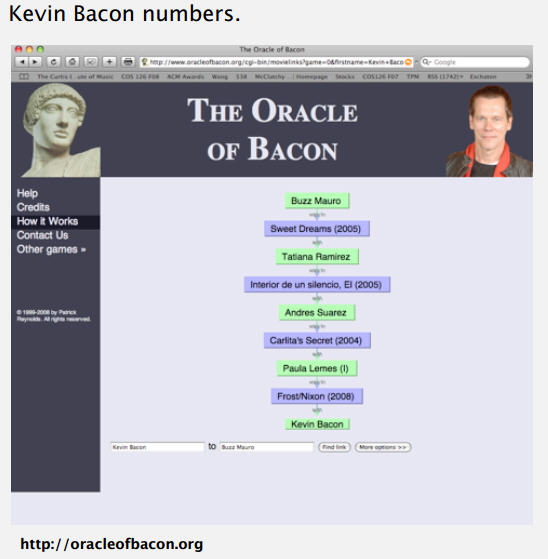 Kevin Bacon numbers.
The Oracle of Bacon
http://www.oracleofbacon.org/cgi-bin/movielinks?game=0&firstname=Kevin+Baco
Google
The Curtis I...ute of Music COS 126 F08 ACM Awards Wang 538 McClatchy ...| Homepage Stocks COS126 F07 TPM RSS (1742) Eschaton
THE ORACLE
OF BACON
Help
Credits
How it Works
Contact Us
Other games »
© 1999-2008 by Patrick
Reynolds. All rights reserved.
Buzz Mauro
was in
Sweet Dreams (2005)
with
Tatiana Ramirez
was in
Interior de un silencio, El (2005)
with
Andres Suarez
was in
Carlita's Secret (2004)
with
Paula Lemes (I)
was in
Frost/Nixon (2008)
with
Kevin Bacon
Kevin Bacon to Buzz Mauro Find link More options >>
http://oracleofbacon.org